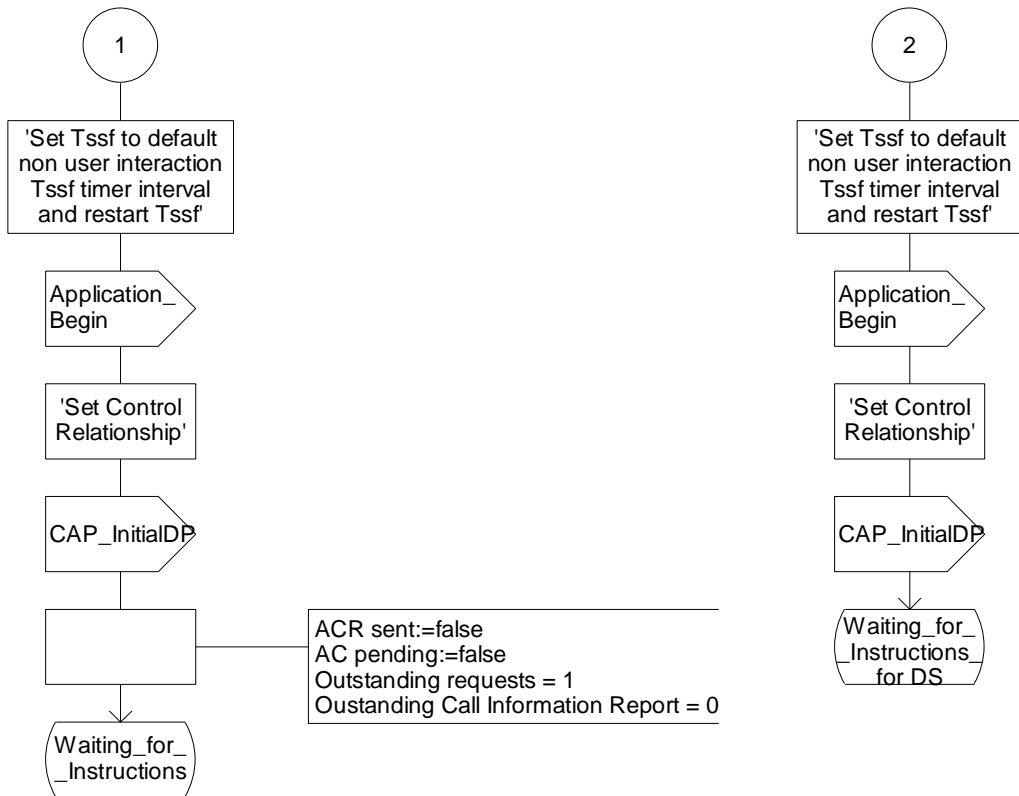 1
'Set Tssf to default
non user interaction
Tssf timer interval
and restart Tssf'
Application_
Begin
'Set Control
Relationship'
CAP_InitialDP
ACR sent:=false
AC pending:=false
Outstanding requests = 1
Oustanding Call Information Report = 0
Waiting_for_
_Instructions
2
'Set Tssf to default
non user interaction
Tssf timer interval
and restart Tssf'
Application_
Begin
'Set Control
Relationship'
CAP_InitialDP
Waiting_for_
_Instructions_
for DS